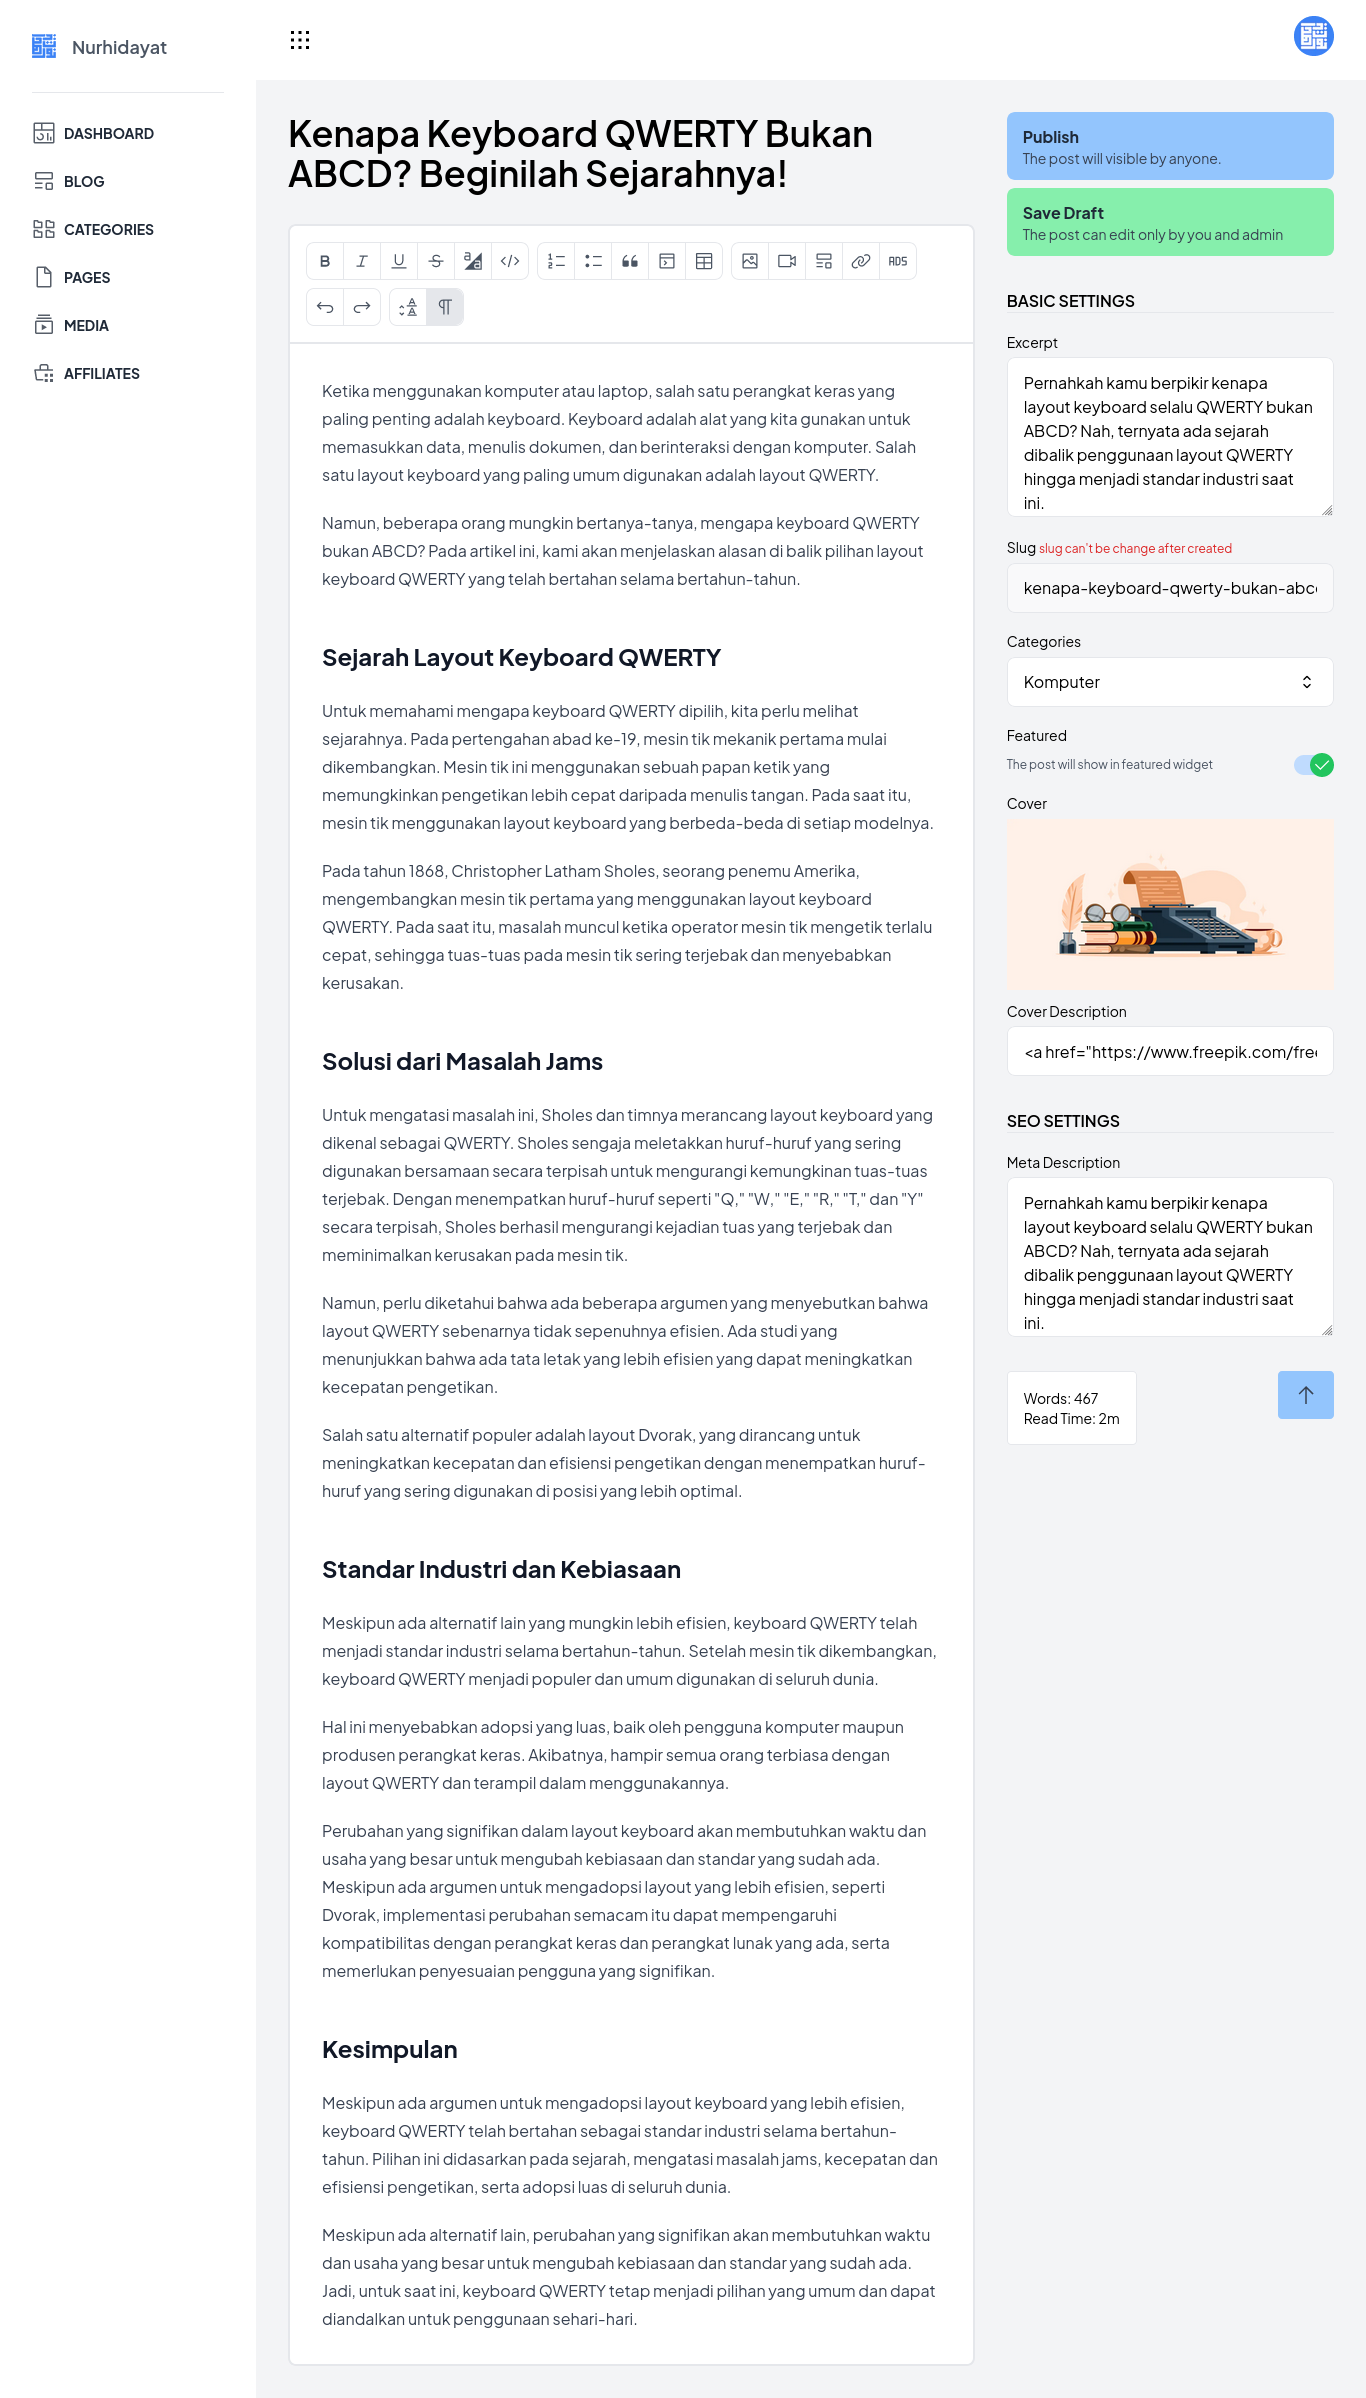 Nurhidayat
DASHBOARD
BLOG
CATEGORIES
PAGES
MEDIA
AFFILIATES
Kenapa Keyboard QWERTY Bukan
ABCD? Beginilah Sejarahnya!
B I U S </> ADS
Ketika menggunakan komputer atau laptop, salah satu perangkat keras yang
paling penting adalah keyboard. Keyboard adalah alat yang kita gunakan untuk
memasukkan data, menulis dokumen, dan berinteraksi dengan komputer. Salah
satu layout keyboard yang paling umum digunakan adalah layout QWERTY.
Namun, beberapa orang mungkin bertanya-tanya, mengapa keyboard QWERTY
bukan ABCD? Pada artikel ini, kami akan menjelaskan alasan di balik pilihan layout
keyboard QWERTY yang telah bertahan selama bertahun-tahun.
Sejarah Layout Keyboard QWERTY
Untuk memahami mengapa keyboard QWERTY dipilih, kita perlu melihat
sejarahnya. Pada pertengahan abad ke-19, mesin tik mekanik pertama mulai
dikembangkan. Mesin tik ini menggunakan sebuah papan ketik yang
memungkinkan pengetikan lebih cepat daripada menulis tangan. Pada saat itu,
mesin tik menggunakan layout keyboard yang berbeda-beda di setiap modelnya.
Pada tahun 1868, Christopher Latham Sholes, seorang penemu Amerika,
mengembangkan mesin tik pertama yang menggunakan layout keyboard
QWERTY. Pada saat itu, masalah muncul ketika operator mesin tik mengetik terlalu
cepat, sehingga tuas-tuas pada mesin tik sering terjebak dan menyebabkan
kerusakan.
Solusi dari Masalah Jams
Untuk mengatasi masalah ini, Sholes dan timnya merancang layout keyboard yang
dikenal sebagai QWERTY. Sholes sengaja meletakkan huruf-huruf yang sering
digunakan bersamaan secara terpisah untuk mengurangi kemungkinan tuas-tuas
terjebak. Dengan menempatkan huruf-huruf seperti "Q," "W," "E," "R," "T," dan "Y"
secara terpisah, Sholes berhasil mengurangi kejadian tuas yang terjebak dan
meminimalkan kerusakan pada mesin tik.
Namun, perlu diketahui bahwa ada beberapa argumen yang menyebutkan bahwa
layout QWERTY sebenarnya tidak sepenuhnya efisien. Ada studi yang
menunjukkan bahwa ada tata letak yang lebih efisien yang dapat meningkatkan
kecepatan pengetikan.
Salah satu alternatif populer adalah layout Dvorak, yang dirancang untuk
meningkatkan kecepatan dan efisiensi pengetikan dengan menempatkan huruf-
huruf yang sering digunakan di posisi yang lebih optimal.
Standar Industri dan Kebiasaan
Meskipun ada alternatif lain yang mungkin lebih efisien, keyboard QWERTY telah
menjadi standar industri selama bertahun-tahun. Setelah mesin tik dikembangkan,
keyboard QWERTY menjadi populer dan umum digunakan di seluruh dunia.
Hal ini menyebabkan adopsi yang luas, baik oleh pengguna komputer maupun
produsen perangkat keras. Akibatnya, hampir semua orang terbiasa dengan
layout QWERTY dan terampil dalam menggunakannya.
Perubahan yang signifikan dalam layout keyboard akan membutuhkan waktu dan
usaha yang besar untuk mengubah kebiasaan dan standar yang sudah ada.
Meskipun ada argumen untuk mengadopsi layout yang lebih efisien, seperti
Dvorak, implementasi perubahan semacam itu dapat mempengaruhi
kompatibilitas dengan perangkat keras dan perangkat lunak yang ada, serta
memerlukan penyesuaian pengguna yang signifikan.
Kesimpulan
Meskipun ada argumen untuk mengadopsi layout keyboard yang lebih efisien,
keyboard QWERTY telah bertahan sebagai standar industri selama bertahun-
tahun. Pilihan ini didasarkan pada sejarah, mengatasi masalah jams, kecepatan dan
efisiensi pengetikan, serta adopsi luas di seluruh dunia.
Meskipun ada alternatif lain, perubahan yang signifikan akan membutuhkan waktu
dan usaha yang besar untuk mengubah kebiasaan dan standar yang sudah ada.
Jadi, untuk saat ini, keyboard QWERTY tetap menjadi pilihan yang umum dan dapat
diandalkan untuk penggunaan sehari-hari.
Publish
The post will visible by anyone.
Save Draft
The post can edit only by you and admin
BASIC SETTINGS
Excerpt
Pernahkah kamu berpikir kenapa
layout keyboard selalu QWERTY bukan
ABCD? Nah, ternyata ada sejarah
dibalik penggunaan layout QWERTY
hingga menjadi standar industri saat
ini.
Slug slug can't be change after created
kenapa-keyboard-qwerty-bukan-abc
Categories
Komputer
Featured
The post will show in featured widget
Cover
Cover Description
<a href="https://www.freepik.com/fre
SEO SETTINGS
Meta Description
Pernahkah kamu berpikir kenapa
layout keyboard selalu QWERTY bukan
ABCD? Nah, ternyata ada sejarah
dibalik penggunaan layout QWERTY
hingga menjadi standar industri saat
ini.
Words: 467
Read Time: 2m